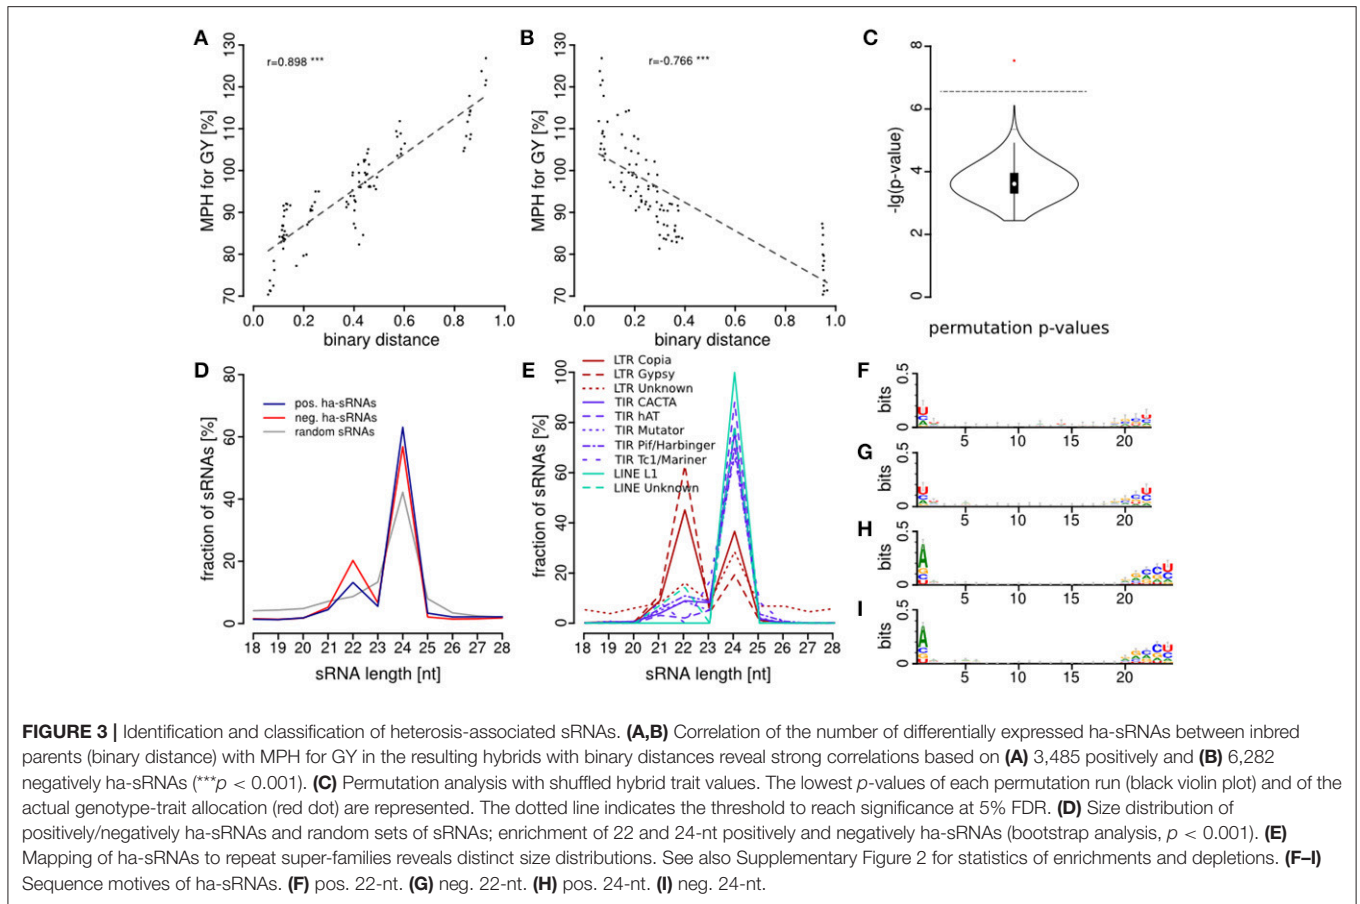 A
130
120
110
100
90
80
70
MPH for GY [%]
r=0.898 ***
0.0 0.2 0.4 0.6 0.8 1.0
binary distance
B
130
120
110
100
90
80
70
MPH for GY [%]
r=-0.766 ***
0.0 0.2 0.4 0.6 0.8 1.0
binary distance
C
8
6
4
2
0
-lg(p-value)
permutation p-values
D
80
60
40
20
0
fraction of sRNAs [%]
pos. ha-sRNAs
neg. ha-sRNAs
random sRNAs
18 19 20 21 22 23 24 25 26 27 28
sRNA length [nt]
E
100
80
60
40
20
0
fraction of sRNAs [%]
LTR Copia
LTR Gypsy
LTR Unknown
TIR CACTA
TIR hAT
TIR Mutator
TIR Pif/Harbinger
TIR Tc1/Mariner
LINE L1
LINE Unknown
18 19 20 21 22 23 24 25 26 27 28
sRNA length [nt]
F
0.5
0
bits
5 10 15 20
G
0.5
0
bits
5 10 15 20
H
0.5
0
bits
5 10 15 20
I
0.5
0
bits
5 10 15 20
FIGURE 3 | Identification and classification of heterosis-associated sRNAs. (A,B) Correlation of the number of differentially expressed ha-sRNAs between inbred
parents (binary distance) with MPH for GY in the resulting hybrids with binary distances reveal strong correlations based on (A) 3,485 positively and (B) 6,282
negatively ha-sRNAs (***p < 0.001). (C) Permutation analysis with shuffled hybrid trait values. The lowest p-values of each permutation run (black violin plot) and of the
actual genotype-trait allocation (red dot) are represented. The dotted line indicates the threshold to reach significance at 5% FDR. (D) Size distribution of
positively/negatively ha-sRNAs and random sets of sRNAs; enrichment of 22 and 24-nt positively and negatively ha-sRNAs (bootstrap analysis, p < 0.001). (E)
Mapping of ha-sRNAs to repeat super-families reveals distinct size distributions. See also Supplementary Figure 2 for statistics of enrichments and depletions. (F–I)
Sequence motives of ha-sRNAs. (F) pos. 22-nt. (G) neg. 22-nt. (H) pos. 24-nt. (I) neg. 24-nt.